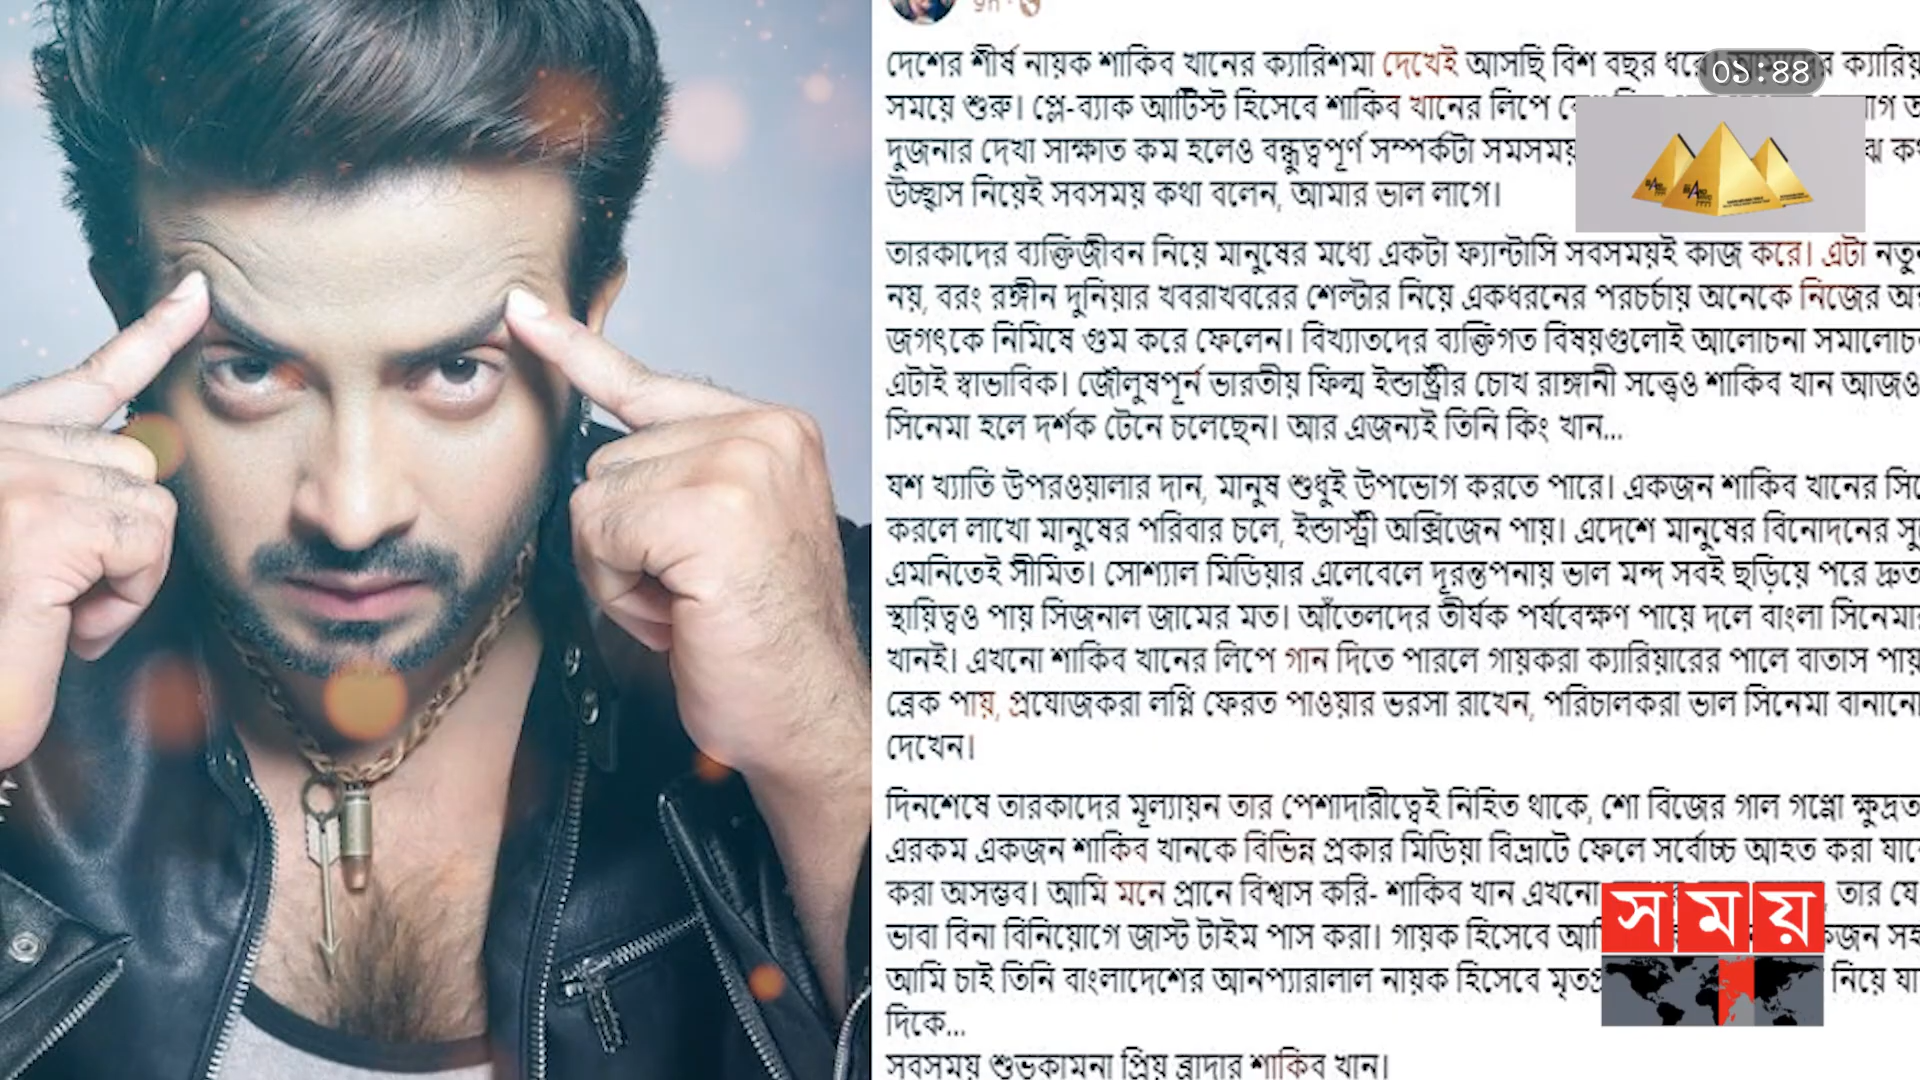 9h
দেশের শীর্ষ নায়ক শাকিব খানের ক্যারিশমা দেখেই আসছি বিশ বছর ধরে
০১:৪৪
সময়ে শুরু। প্লে-ব্যাক আর্টিস্ট হিসেবে শাকিব খানের লিপে
দুজনার দেখা সাক্ষাত কম হলেও বন্ধুত্বপূর্ণ সম্পর্কটা সমসময়
উচ্ছ্বাস নিয়েই সবসময় কথা বলেন, আমার ভাল লাগে।
তারকাদের ব্যক্তিজীবন নিয়ে মানুষের মধ্যে একটা ফ্যান্টাসি সবসময়ই কাজ করে। এটা
নয়, বরং রঙ্গীন দুনিয়ার খবরাখবরের শেল্টার নিয়ে একধরনের পরচর্চায় অনেকে নিজের
জগৎকে নিমিষে গুম করে ফেলেন। বিখ্যাতদের ব্যক্তিগত বিষয়গুলোই আলোচনা
এটাই স্বাভাবিক। জৌলুষপূর্ন ভারতীয় ফিল্ম ইন্ডাষ্ট্রীর চোখ রাঙ্গানী সত্ত্বেও শাকিব খান আজও
সিনেমা হলে দর্শক টেনে চলেছেন। আর এজন্যই তিনি কিং খান...
যশ খ্যাতি উপরওয়ালার দান, মানুষ শুধুই উপভোগ করতে পারে। একজন শাকিব খানের
করলে লাখো মানুষের পরিবার চলে, ইন্ডাস্ট্রী অক্সিজেন পায়। এদেশে মানুষের বিনোদনের
এমনিতেই সীমিত। সোশ্যাল মিডিয়ার এলেবেলে দূরন্তপনায় ভাল মন্দ সবই ছড়িয়ে পরে দ্রুত
স্থায়িত্বও পায় সিজনাল জামের মত। আঁতেলদের তীর্যক পর্যবেক্ষণ পায়ে দলে বাংলা
খানই। এখনো শাকিব খানের লিপে গান দিতে পারলে গায়করা ক্যারিয়ারের পালে বাতাস পায়
ব্রেক পায়, প্রযোজকরা লগ্নি ফেরত পাওয়ার ভরসা রাখেন, পরিচালকরা ভাল সিনেমা
দেখেন।
দিনশেষে তারকাদের মূল্যায়ন তার পেশাদারীত্বেই নিহিত থাকে, শো বিজের গাল গপ্পো
এরকম একজন শাকিব খানকে বিভিন্ন প্রকার মিডিয়া বিভ্রাটে ফেলে সর্বোচ্চ আহত করা
করা অসম্ভব। আমি মনে প্রানে বিশ্বাস করি- শাকিব খান এখনো তার
ভাবা বিনা বিনিয়োগে জাস্ট টাইম পাস করা। গায়ক হিসেবে
আমি চাই তিনি বাংলাদেশের আনপ্যারালাল নায়ক হিসেবে নিয়ে
দিকে...
সবসময় শুভকামনা প্রিয় ব্রাদার শাকিব খান।
সময়